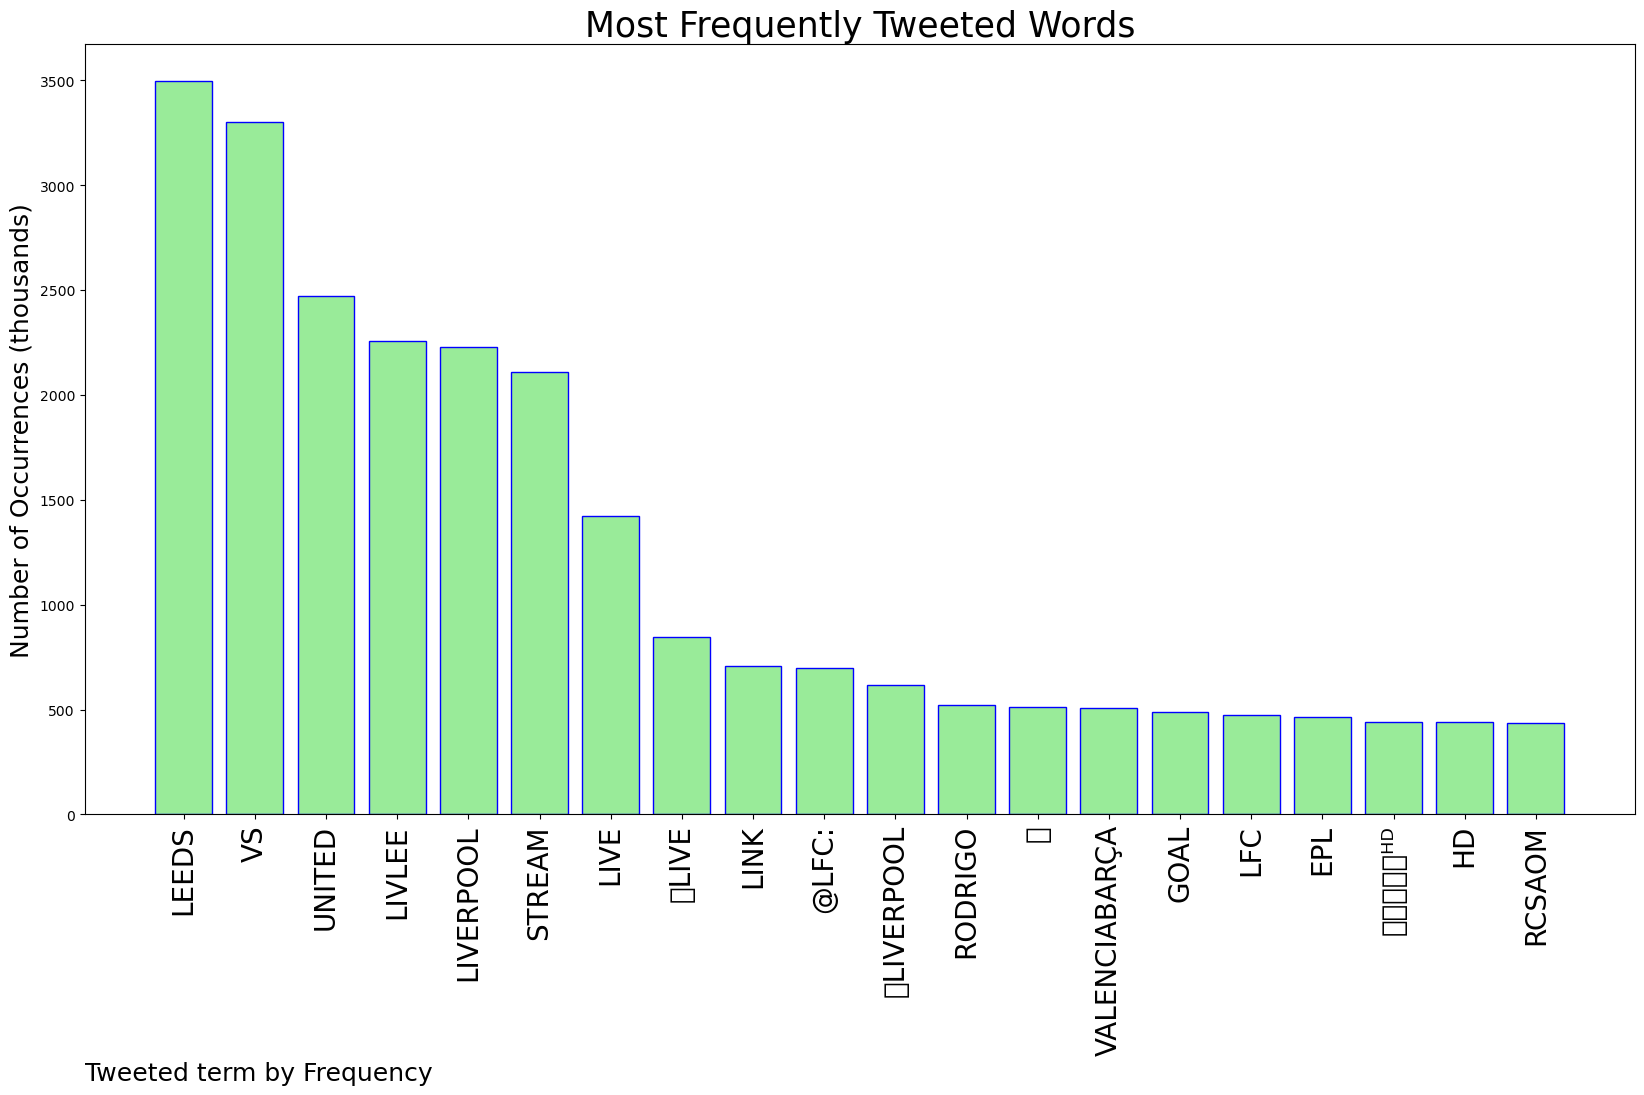 Most Frequently Tweeted Words
Number of Occurrences (thousands)
3500
3000
2500
2000
1500
1000
500
0
LEEDS
VS
UNITED
LIVLEE
LIVERPOOL
STREAM
LIVE
▯LIVE
LINK
@LFC:
▯LIVERPOOL
RODRIGO
▯
VALENCIABARÇA
GOAL
LFC
EPL
▯▯▯▯▯ᴴᴰ
HD
RCSAOM
Tweeted term by Frequency